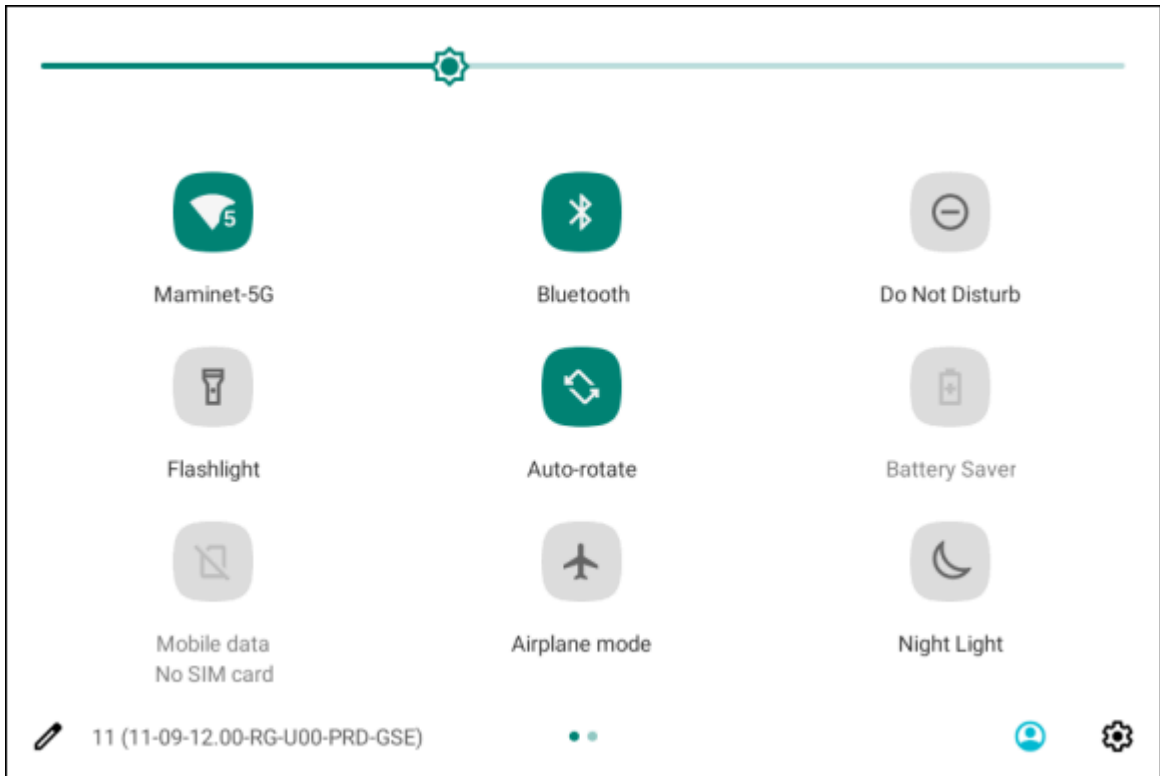 5
Maminet-5G
Bluetooth
Do Not Disturb
Flashlight
Auto-rotate
Battery Saver
Mobile data
No SIM card
Airplane mode
Night Light
11 (11-09-12.00-RG-U00-PRD-GSE)